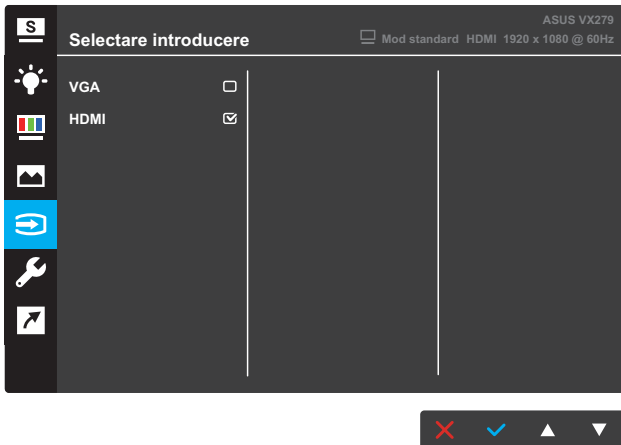 S
ASUS VX279
Selectare introducere
Mod standard HDMI 1920 x 1080 @ 60Hz
VGA
HDMI